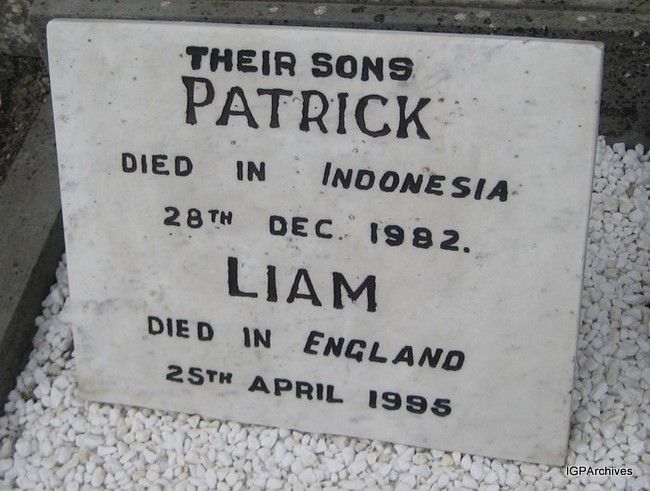 THEIR SONS
PATRICK
DIED IN INDONESIA
28TH DEC. 1982.
LIAM
DIED IN ENGLAND
25TH APRIL 1995
IGPArchives